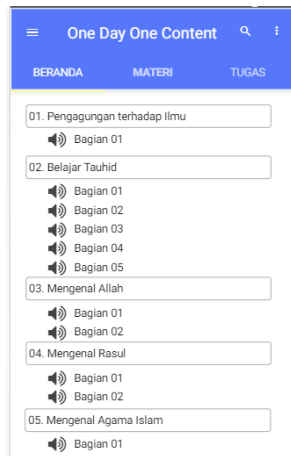 One Day One Content
BERANDA MATERI TUGAS
01. Pengagungan terhadap Ilmu
Bagian 01
02. Belajar Tauhid
Bagian 01
Bagian 02
Bagian 03
Bagian 04
Bagian 05
03. Mengenal Allah
Bagian 01
Bagian 02
04. Mengenal Rasul
Bagian 01
Bagian 02
05. Mengenal Agama Islam
Bagian 01